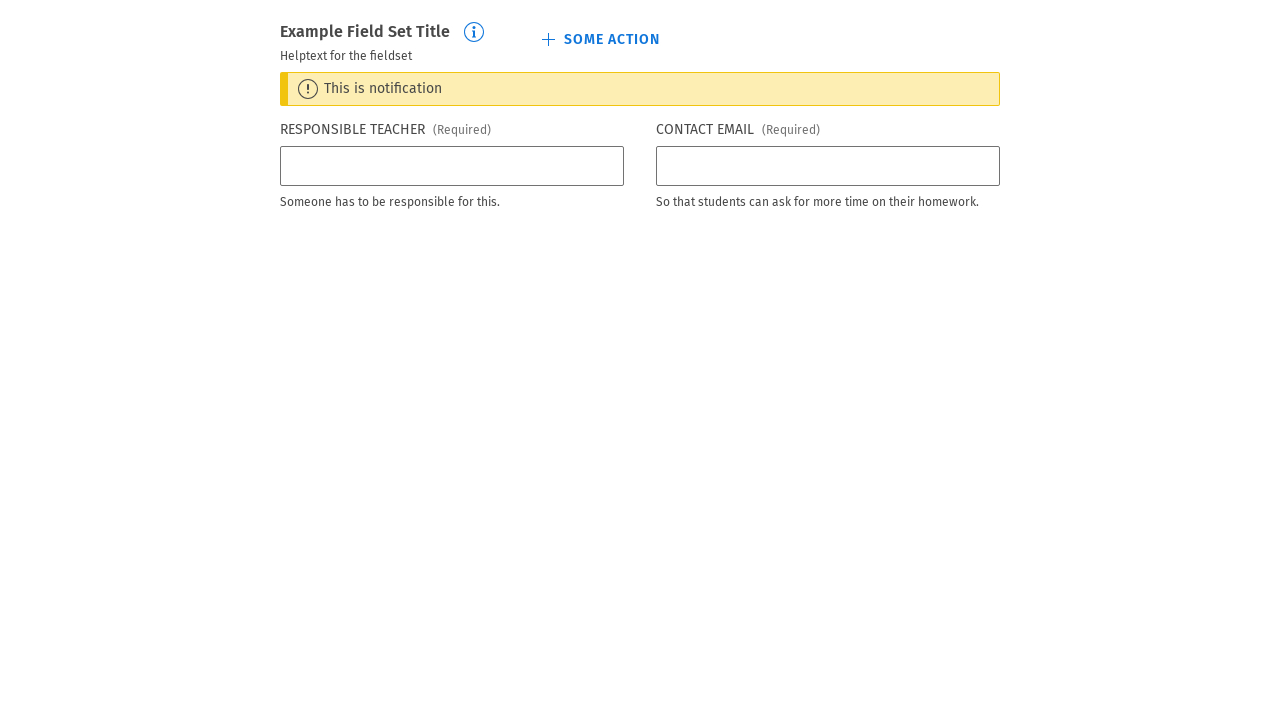 Example Field Set Title
SOME ACTION
Helptext for the fieldset
This is notification
RESPONSIBLE TEACHER (Required)
CONTACT EMAIL (Required)
Someone has to be responsible for this.
So that students can ask for more time on their homework.